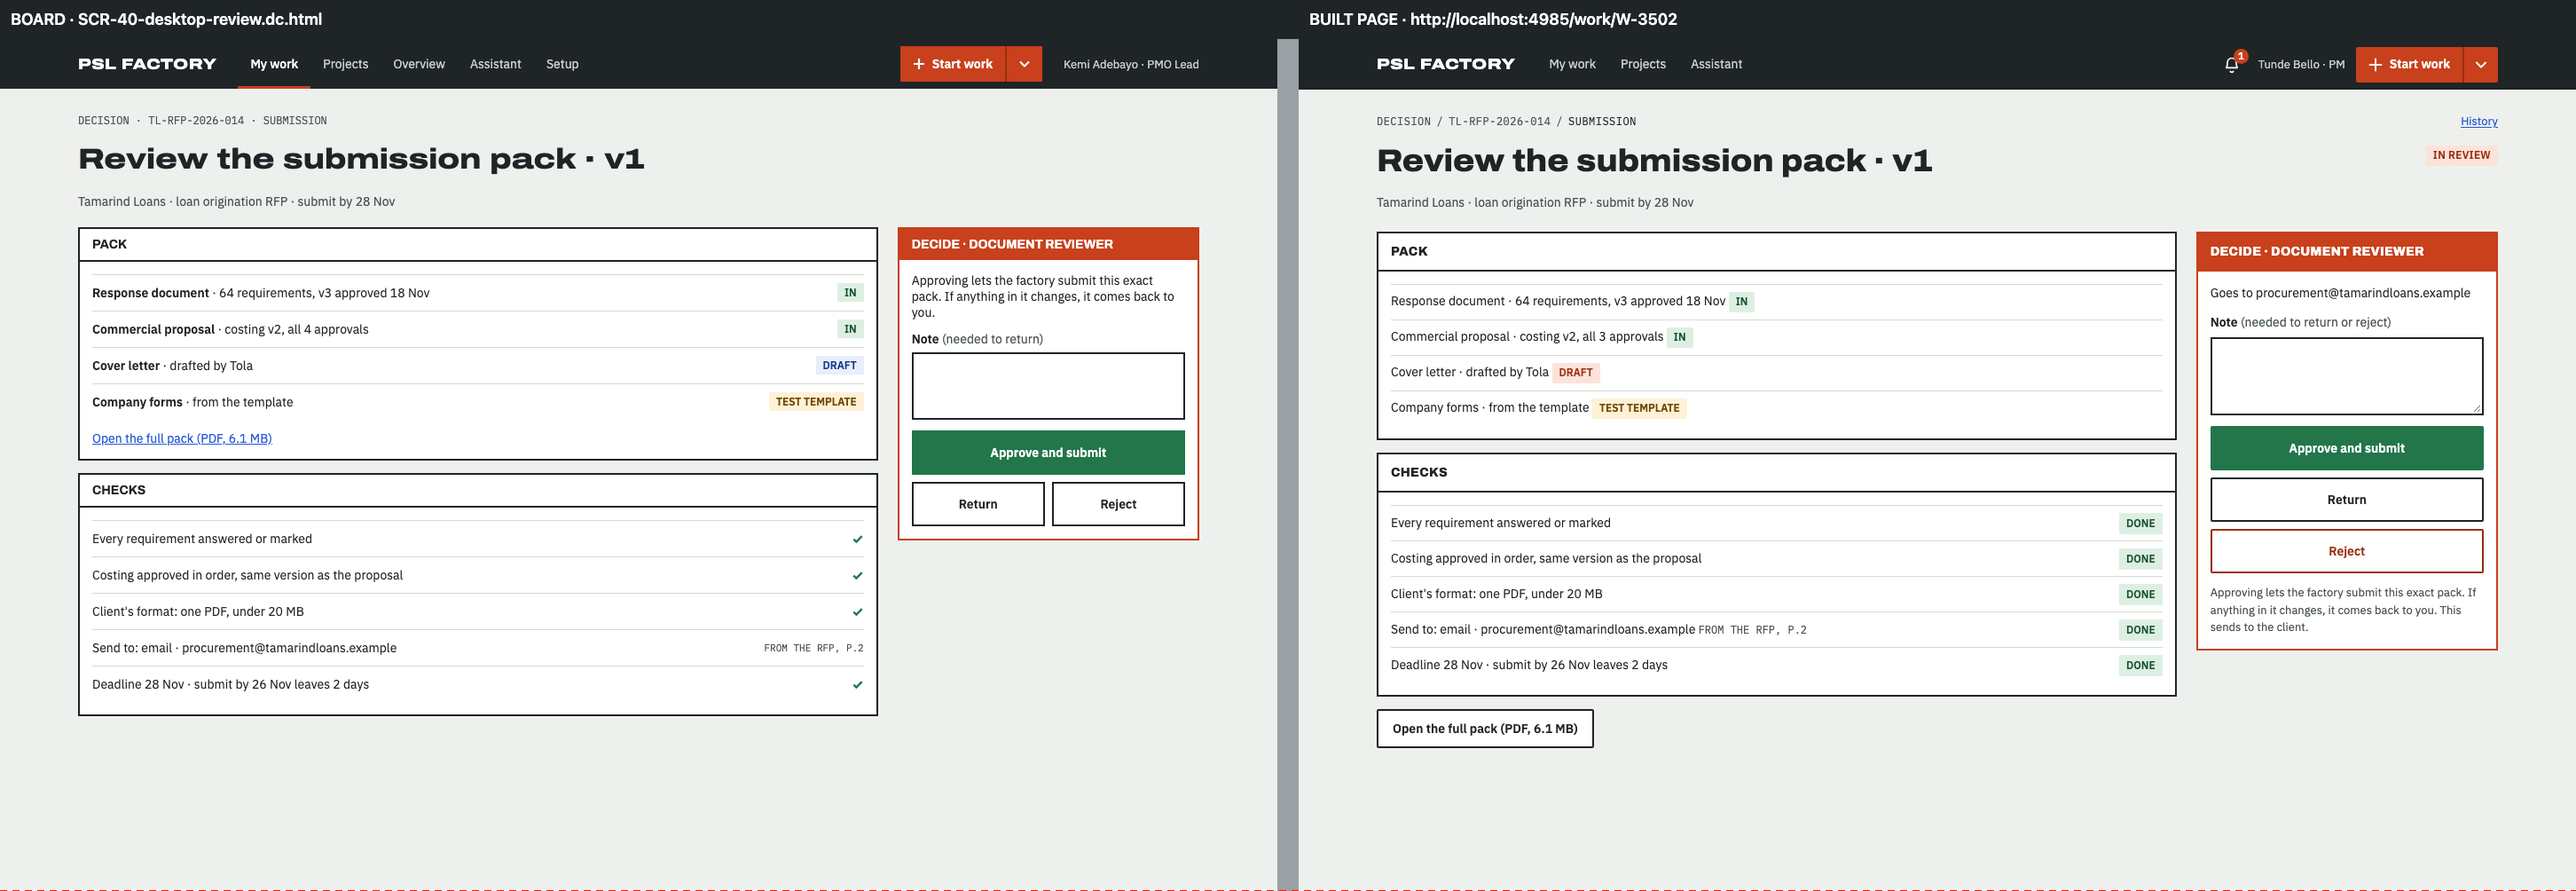 BOARD · SCR-40-desktop-review.dc.html
PSL FACTORY My work Projects Overview Assistant Setup + Start work Kemi Adebayo · PMO Lead
DECISION · TL-RFP-2026-014 · SUBMISSION
Review the submission pack · v1
Tamarind Loans · loan origination RFP · submit by 28 Nov
PACK
Response document · 64 requirements, v3 approved 18 Nov IN
Commercial proposal · costing v2, all 4 approvals IN
Cover letter · drafted by Tola DRAFT
Company forms · from the template TEST TEMPLATE
Open the full pack (PDF, 6.1 MB)
CHECKS
Every requirement answered or marked ✓
Costing approved in order, same version as the proposal ✓
Client's format: one PDF, under 20 MB ✓
Send to: email · procurement@tamarindloans.example FROM THE RFP, P.2
Deadline 28 Nov · submit by 26 Nov leaves 2 days ✓
DECIDE · DOCUMENT REVIEWER
Approving lets the factory submit this exact
pack. If anything in it changes, it comes back to
you.
Note (needed to return)
Approve and submit
Return Reject
BUILT PAGE · http://localhost:4985/work/W-3502
PSL FACTORY My work Projects Assistant 1 Tunde Bello · PM + Start work
DECISION / TL-RFP-2026-014 / SUBMISSION History
Review the submission pack · v1 IN REVIEW
Tamarind Loans · loan origination RFP · submit by 28 Nov
PACK
Response document · 64 requirements, v3 approved 18 Nov IN
Commercial proposal · costing v2, all 3 approvals IN
Cover letter · drafted by Tola DRAFT
Company forms · from the template TEST TEMPLATE
CHECKS
Every requirement answered or marked DONE
Costing approved in order, same version as the proposal DONE
Client's format: one PDF, under 20 MB DONE
Send to: email · procurement@tamarindloans.example FROM THE RFP, P.2 DONE
Deadline 28 Nov · submit by 26 Nov leaves 2 days DONE
Open the full pack (PDF, 6.1 MB)
DECIDE · DOCUMENT REVIEWER
Goes to procurement@tamarindloans.example
Note (needed to return or reject)
Approve and submit
Return
Reject
Approving lets the factory submit this exact pack. If
anything in it changes, it comes back to you. This
sends to the client.